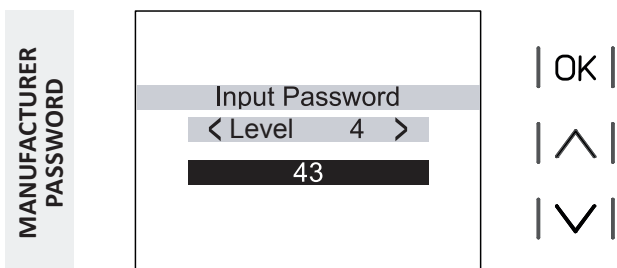 MANUFACTURER
PASSWORD
Input Password
< Level 4 >
43
OK